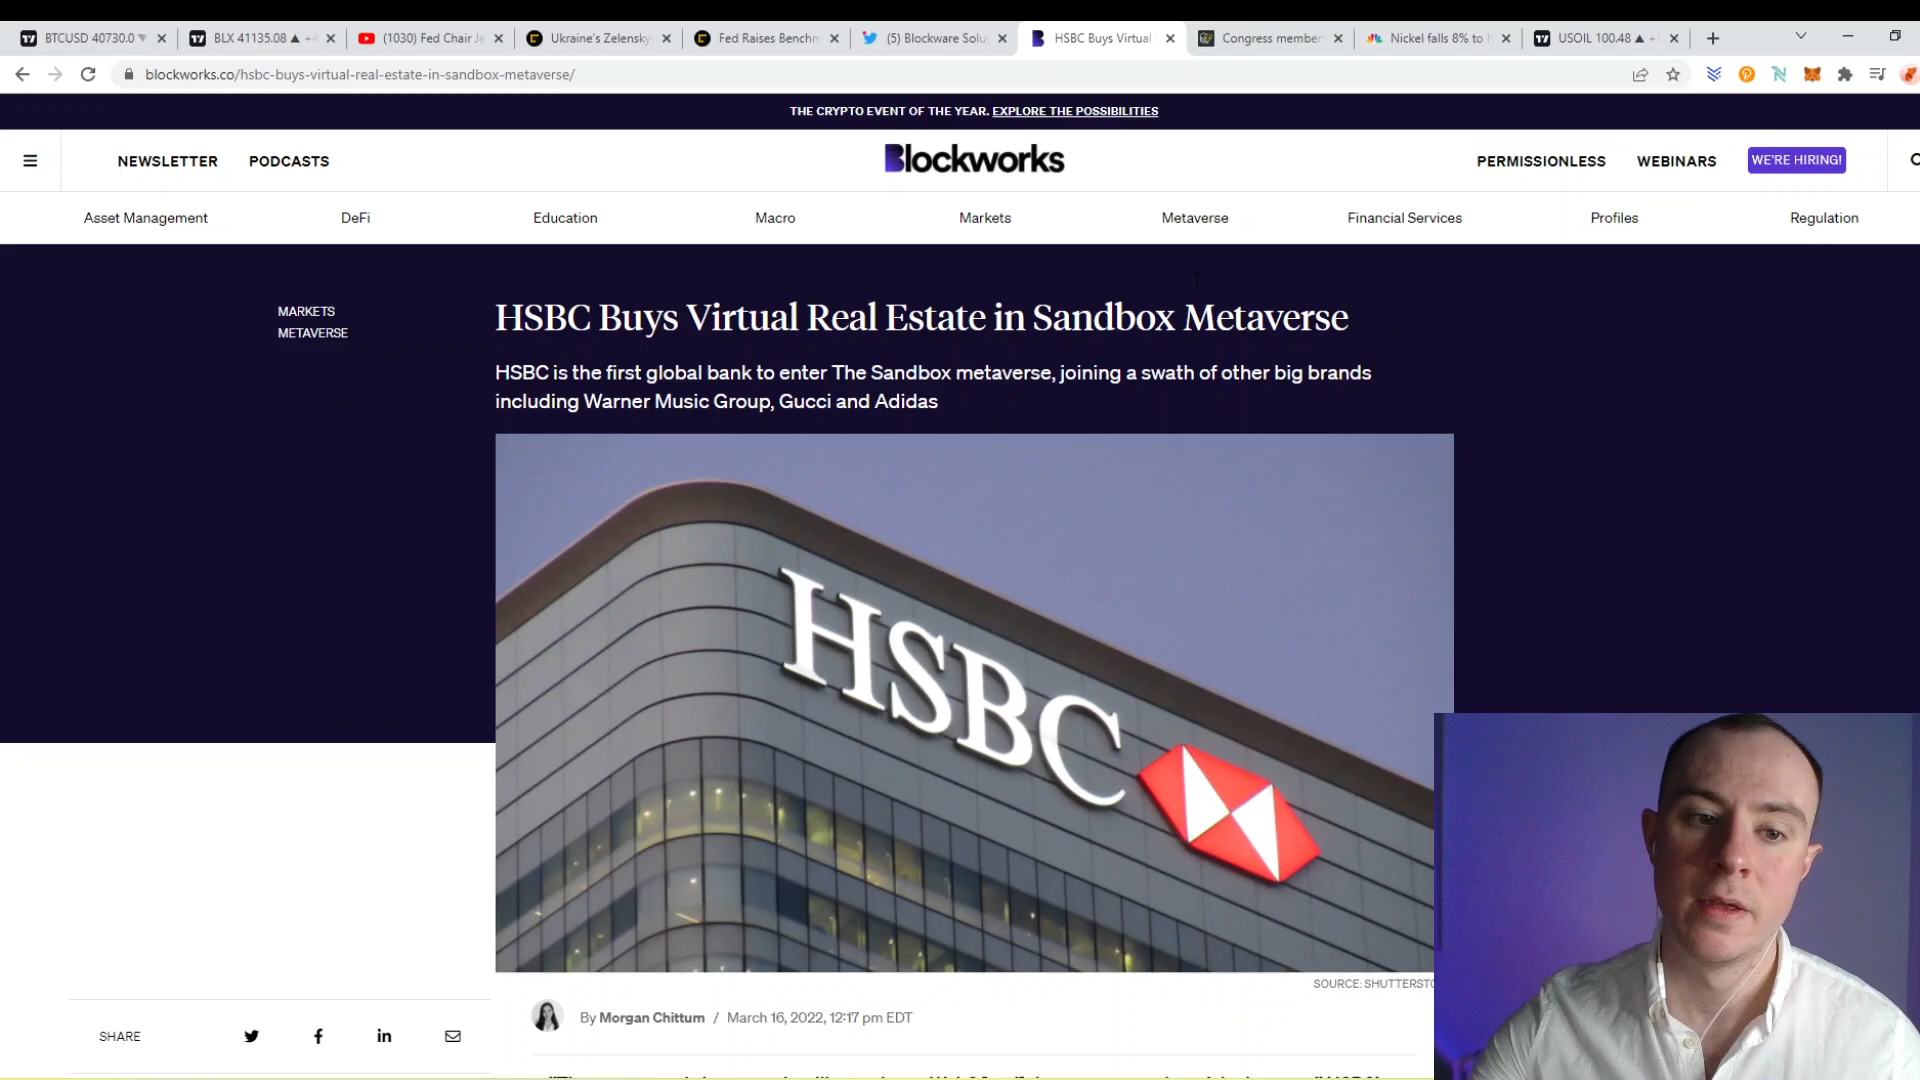 BTCUSD 40730.0
BLX 41135.08
(1030) Fed Chair Je
Ukraine's Zelensky
Fed Raises Benchm
(5) Blockware Solu
HSBC Buys Virtual
Congress member
Nickel falls 8% to
USOIL 100.48
blockworks.co/hsbc-buys-virtual-real-estate-in-sandbox-metaverse/
THE CRYPTO EVENT OF THE YEAR. EXPLORE THE POSSIBILITIES
NEWSLETTER PODCASTS Blockworks PERMISSIONLESS WEBINARS WE'RE HIRING!
Asset Management DeFi Education Macro Markets Metaverse Financial Services Profiles Regulation
MARKETS
METAVERSE
HSBC Buys Virtual Real Estate in Sandbox Metaverse
HSBC is the first global bank to enter The Sandbox metaverse, joining a swath of other big brands
including Warner Music Group, Gucci and Adidas
HSBC
SOURCE: SHUTTERSTO
By Morgan Chittum / March 16, 2022, 12:17 pm EDT
SHARE